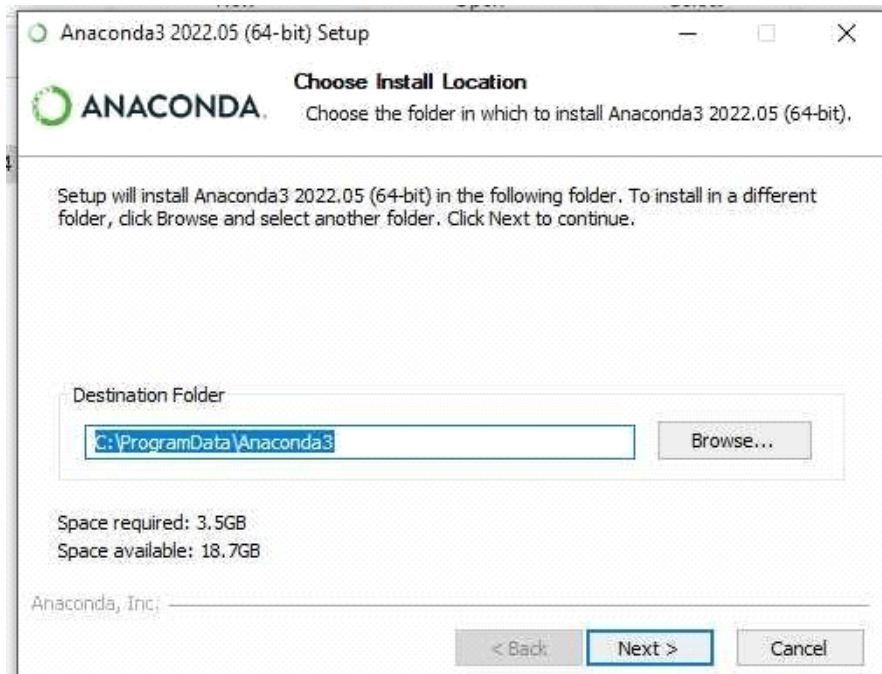 Anaconda3 2022.05 (64-bit) Setup
ANACONDA.
Choose Install Location
Choose the folder in which to install Anaconda3 2022.05 (64-bit).
Setup will install Anaconda3 2022.05 (64-bit) in the following folder. To install in a different
folder, click Browse and select another folder. Click Next to continue.
Destination Folder
C:\ProgramData\Anaconda3
Browse...
Space required: 3.5GB
Space available: 18.7GB
Anaconda, Inc.
< Back
Next >
Cancel